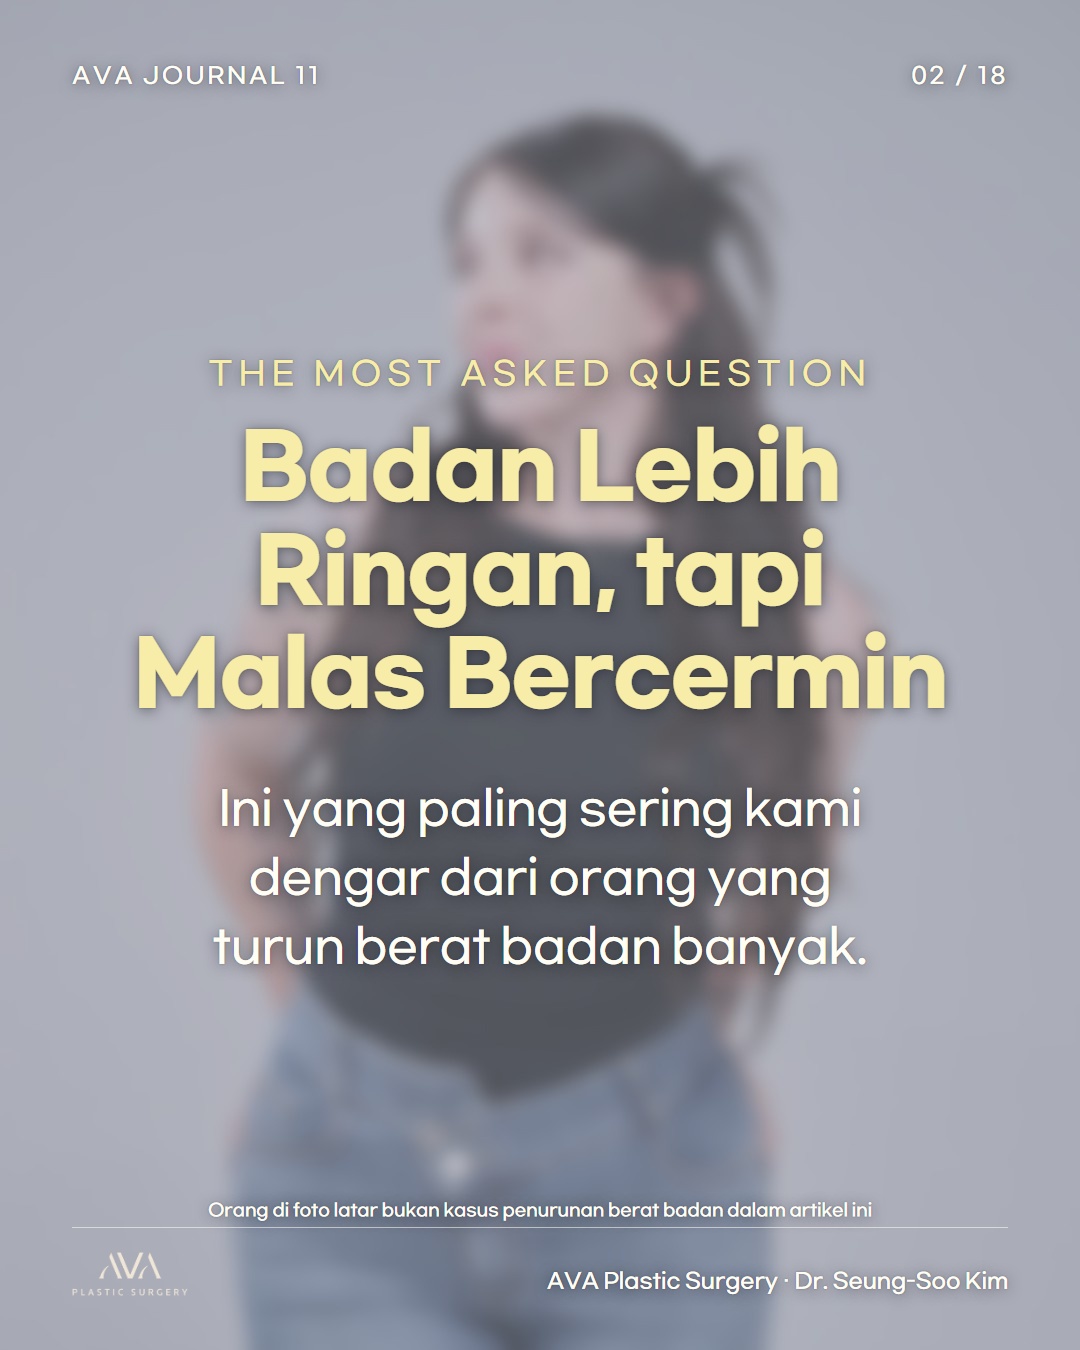 AVA JOURNAL 11
02 / 18
THE MOST ASKED QUESTION
Badan Lebih
Ringan, tapi
Malas Bercermin
Ini yang paling sering kami
dengar dari orang yang
turun berat badan banyak.
Orang di foto latar bukan kasus penurunan berat badan dalam artikel ini
AVA
PLASTIC SURGERY
AVA Plastic Surgery · Dr. Seung-Soo Kim